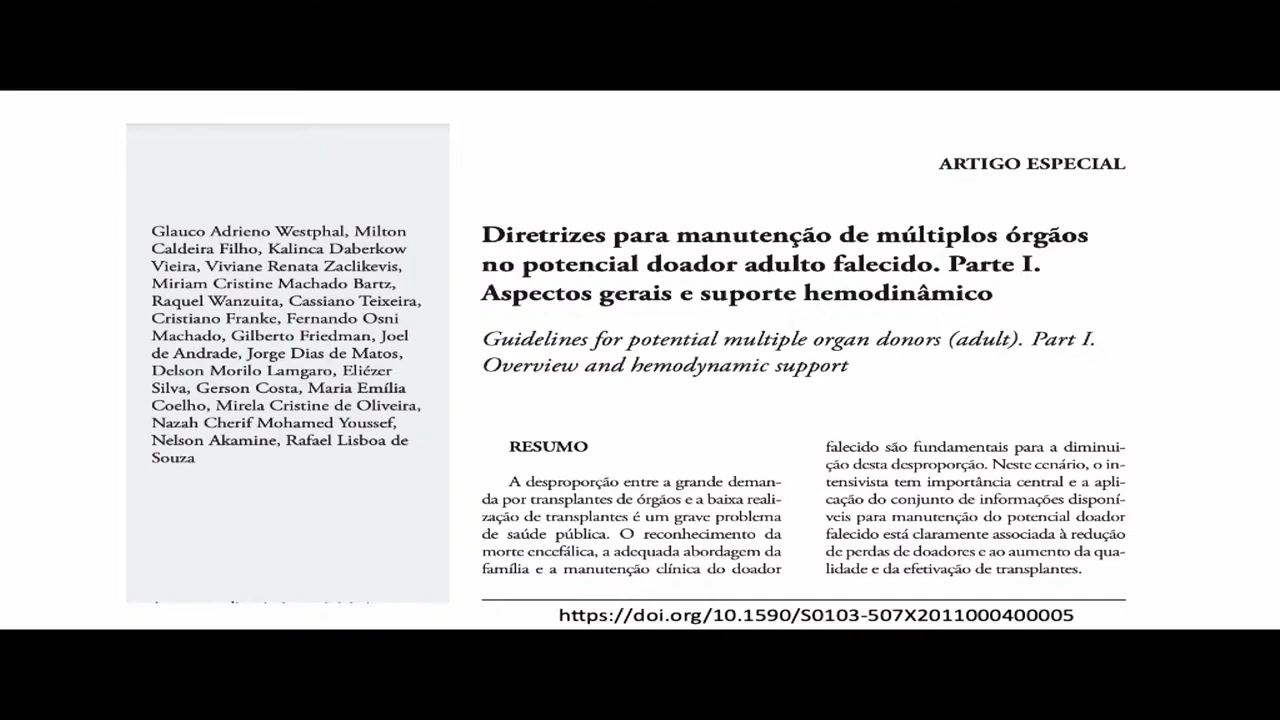 ARTIGO ESPECIAL
Glauco Adrieno Westphal, Milton
Caldeira Filho, Kalinca Daberkow
Vieira, Viviane Renata Zaclikevis,
Miriam Cristine Machado Bartz,
Raquel Wanzuita, Cassiano Teixeira,
Cristiano Franke, Fernando Osni
Machado, Gilberto Friedman, Joel
de Andrade, Jorge Dias de Matos,
Delson Morilo Lamgaro, Eliézer
Silva, Gerson Costa, Maria Emília
Coelho, Mirela Cristine de Oliveira,
Nazah Cherif Mohamed Youssef,
Nelson Akamine, Rafael Lisboa de
Souza
Diretrizes para manutenção de múltiplos órgãos
no potencial doador adulto falecido. Parte I.
Aspectos gerais e suporte hemodinâmico
Guidelines for potential multiple organ donors (adult). Part I.
Overview and hemodynamic support
RESUMO
A desproporção entre a grande deman-
da por transplantes de órgãos e a baixa reali-
zação de transplantes é um grave problema
de saúde pública. O reconhecimento da
morte encefálica, a adequada abordagem da
família e a manutenção clínica do doador
falecido são fundamentais para a diminui-
ção desta desproporção. Neste cenário, o in-
tensivista tem importância central e a apli-
cação do conjunto de informações disponí-
veis para manutenção do potencial doador
falecido está claramente associada à redução
de perdas de doadores e ao aumento da qua-
lidade e da efetivação de transplantes.
https://doi.org/10.1590/S0103-507X2011000400005